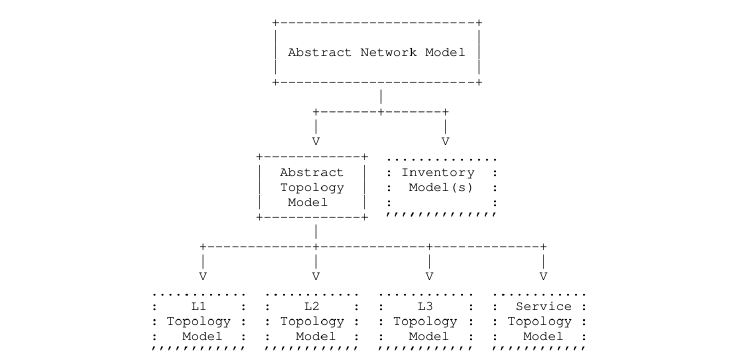 Abstract Network Model
V V
Abstract : Inventory :
Topology : Model(s) :
Model : :
V V V V
: L1 : : L2 : : L3 : : Service :
: Topology : : Topology : : Topology : : Topology :
: Model : : Model : : Model : : Model :